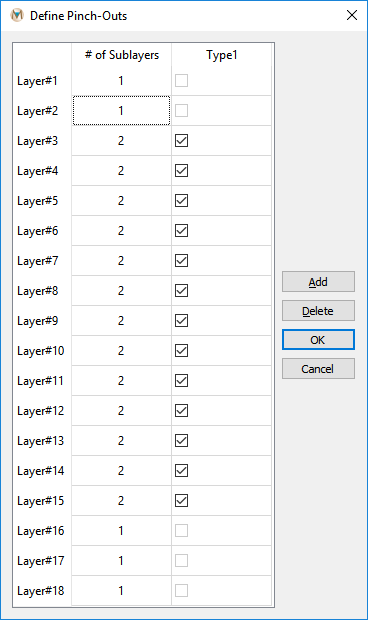 Define Pinch-Outs
# of Sublayers Type1
Layer#1 1
Layer#2 1
Layer#3 2
Layer#4 2
Layer#5 2
Layer#6 2
Layer#7 2
Layer#8 2
Layer#9 2
Layer#10 2
Layer#11 2
Layer#12 2
Layer#13 2
Layer#14 2
Layer#15 2
Layer#16 1
Layer#17 1
Layer#18 1
Add
Delete
OK
Cancel